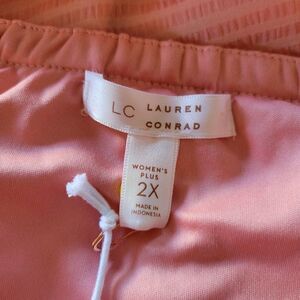 LC LAUREN
CONRAD
WOMEN'S
PLUS
2X
MADE IN
INDONESIA